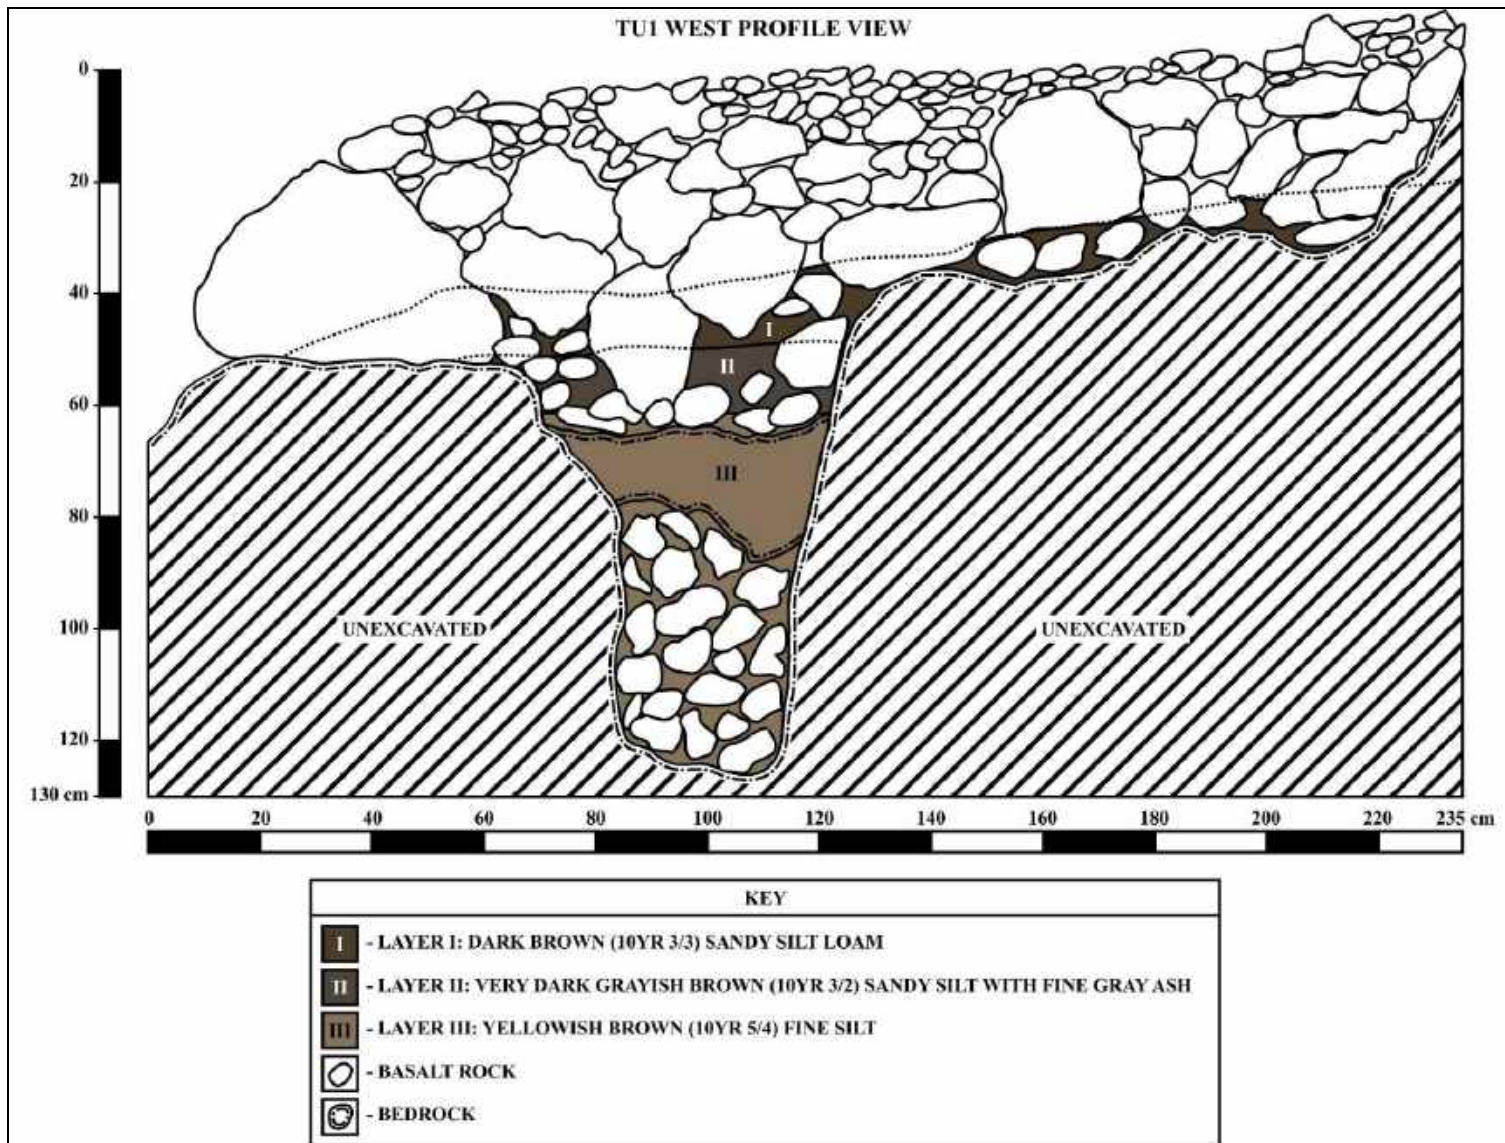 TU1 WEST PROFILE VIEW
0
20
40
60
80
100
120
130 cm
I
II
III
UNEXCAVATED
UNEXCAVATED
0 20 40 60 80 100 120 140 160 180 200 220 235 cm
KEY
I - LAYER I: DARK BROWN (10YR 3/3) SANDY SILT LOAM
II - LAYER II: VERY DARK GRAYISH BROWN (10YR 3/2) SANDY SILT WITH FINE GRAY ASH
III - LAYER III: YELLOWISH BROWN (10YR 5/4) FINE SILT
- BASALT ROCK
- BEDROCK